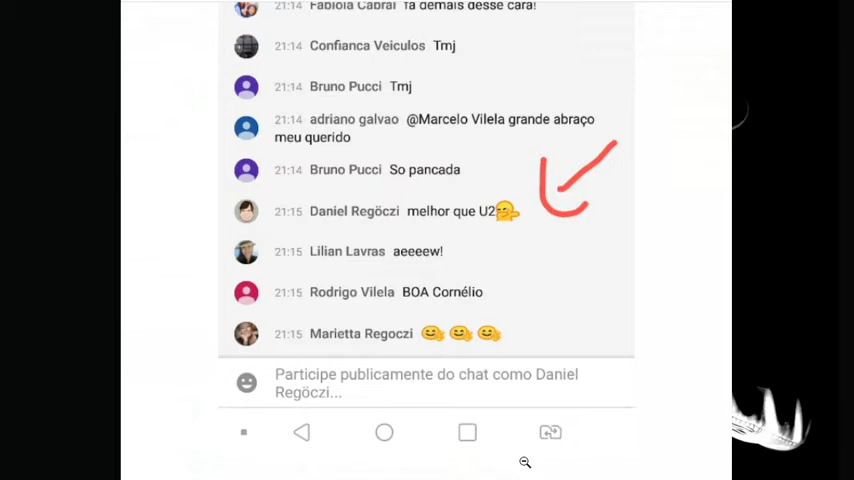 Fabiola Cabral Tá demais desse cara!
21:14 Confianca Veiculos Tmj
21:14 Bruno Pucci Tmj
21:14 adriano galvao @Marcelo Vilela grande abraço
meu querido
21:14 Bruno Pucci So pancada
21:15 Daniel Regöczi melhor que U2🤗
21:15 Lilian Lavras aeeeew!
21:15 Rodrigo Vilela BOA Cornélio
21:15 Marietta Regoczi 👏👏👏
Participe publicamente do chat como Daniel
Regöczi...